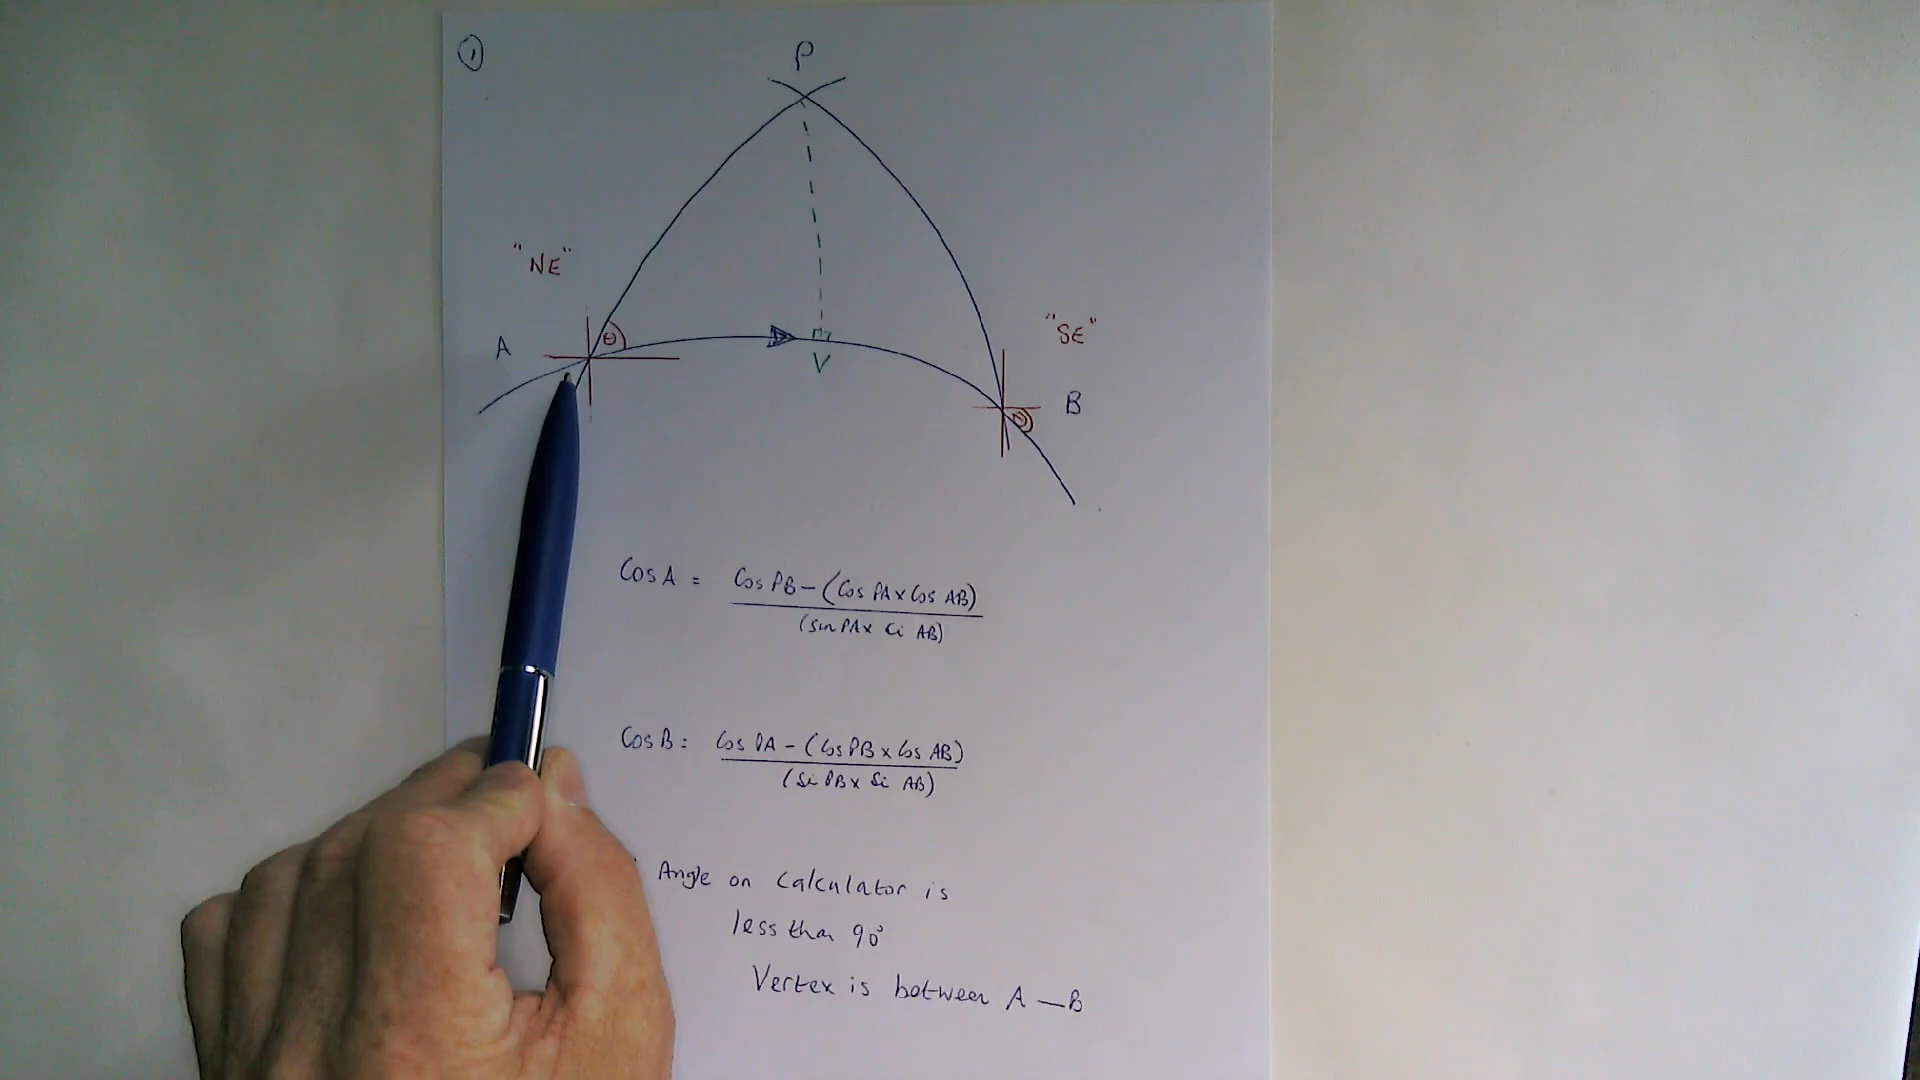 ①
P
"NE"
"SE"
A
θ
V
B
θ
Cos A = Cos PB - (Cos PA x Cos AB)
(sin PA x Si AB)
Cos B = Cos PA - (Cos PB x Cos AB)
(Si PB x Si AB)
Angle on Calculator is
less than 90°
Vertex is between A - B